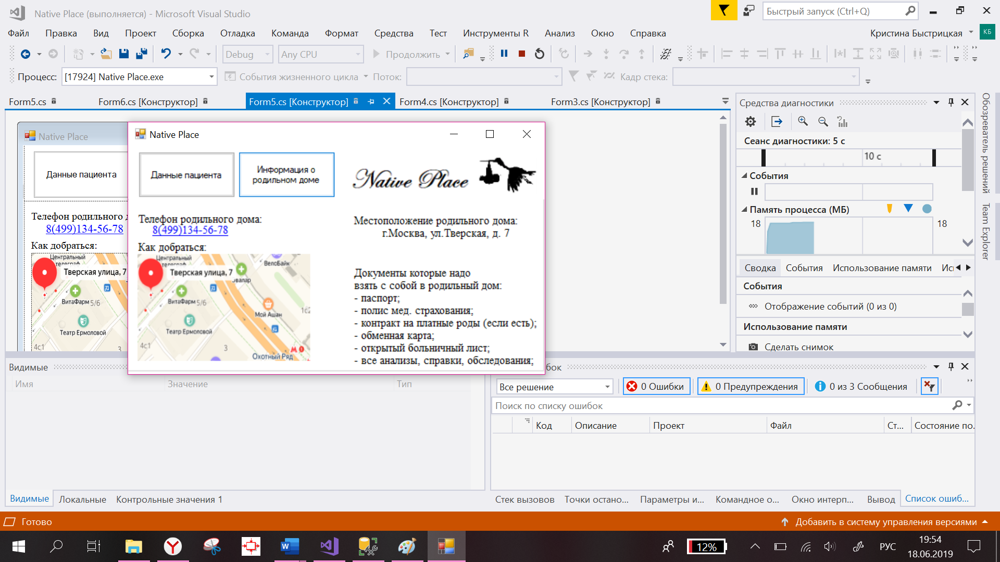 Native Place (выполняется) - Microsoft Visual Studio
Быстрый запуск (Ctrl+Q)
Файл Правка Вид Проект Сборка Отладка Команда Формат Средства Тест Инструменты R Анализ Окно Справка
Кристина Быстрицкая КБ
Debug Any CPU Продолжить
Процесс: [17924] Native Place.exe События жизненного цикла Поток: Кадр стека:
Form5.cs Form6.cs [Конструктор] Form5.cs [Конструктор] Form4.cs [Конструктор] Form3.cs [Конструктор]
Native Place
Данные пациента
Телефон родильного
8(499)134-56-78
Как добраться:
Центральный
телеграф
Тверская улица, 7
ВитаФарм 5/6
Театр Ермоловой
4с1
3
Native Place
Данные пациента
Информация о
родильном доме
Native Place
Телефон родильного дома:
8(499)134-56-78
Как добраться:
Центральный
ВелоБайк
Тверская улица, 7
ВитаФарм 5/6
Мой Ашан
1с2
Театр Ермоловой
4с1
3
Охотный Ряд
Местоположение родильного дома:
г.Москва, ул.Тверская, д. 7
Документы которые надо
взять с собой в родильный дом:
- паспорт;
- полис мед. страхования;
- контракт на платные роды (если есть);
- обменная карта;
- открытый больничный лист;
- все анализы, справки, обследования;
Средства диагностики
Сеанс диагностики: 5 с
10 с
События
Память процесса (МБ)
18 18
Сводка События Использование памяти
События
Отображение событий (0 из 0)
Использование памяти
Сделать снимок
Обозреватель решений
Team Explorer
Видимые
Имя Значение Тип
Видимые Локальные Контрольные значения 1
бок
Все решение 0 Ошибки 0 Предупреждения 0 из 3 Сообщения
Поиск по списку ошибок
Код Описание Проект Файл Ст... Состояние по.
Стек вызовов Точки остано... Параметры и... Командное о... Окно интерп... Вывод Список ошиб...
Готово
Добавить в систему управления версиями
12%
РУС
19:54
18.06.2019